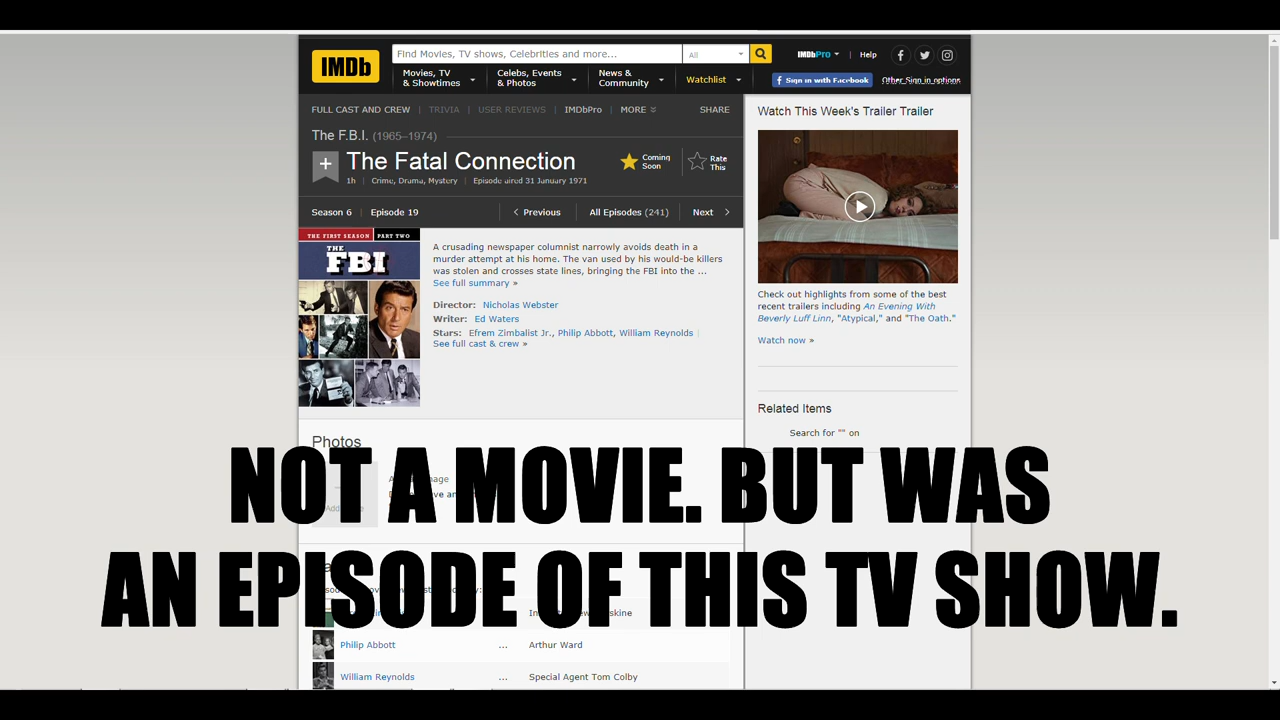 IMDb
Find Movies, TV shows, Celebrities and more...
All
IMDbPro
Help
Movies, TV
& Showtimes
Celebs, Events
& Photos
News &
Community
Watchlist
Sign in with Facebook
Other Sign in options
FULL CAST AND CREW | TRIVIA | USER REVIEWS | IMDbPro | MORE
SHARE
The F.B.I. (1965–1974)
+ The Fatal Connection
Coming
Soon
Rate
This
1h | Crime, Drama, Mystery | Episode aired 31 January 1971
Season 6 | Episode 19
Previous
All Episodes (241)
Next
THE FIRST SEASON PART TWO
THE
FBI
A crusading newspaper columnist narrowly avoids death in a
murder attempt at his home. The van used by his would-be killers
was stolen and crosses state lines, bringing the FBI into the ...
See full summary »
Director: Nicholas Webster
Writer: Ed Waters
Stars: Efrem Zimbalist Jr., Philip Abbott, William Reynolds |
See full cast & crew »
Watch This Week's Trailer Trailer
Check out highlights from some of the best
recent trailers including An Evening With
Beverly Luff Linn, "Atypical," and "The Oath."
Watch now »
Related Items
Search for "" on
Photos
NOT A MOVIE. BUT WAS
AN EPISODE OF THIS TV SHOW.
Philip Abbott ... Arthur Ward
William Reynolds ... Special Agent Tom Colby